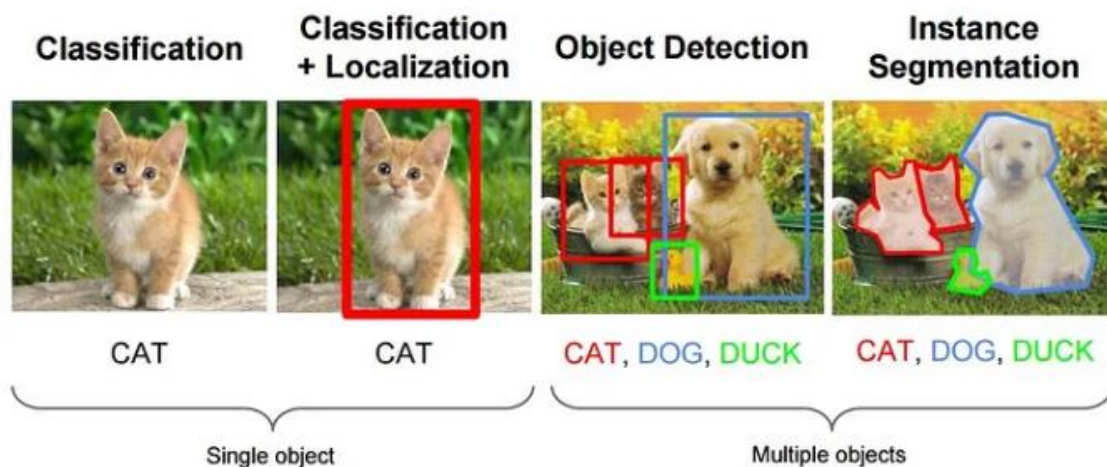 Classification
Classification
+ Localization
Object Detection
Instance
Segmentation
CAT
CAT
CAT, DOG, DUCK
CAT, DOG, DUCK
Single object
Multiple objects